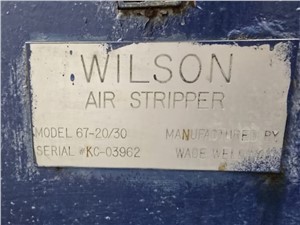 WILSON
AIR STRIPPER
MODEL 67-20/30 MANUFACTURED BY
SERIAL #KC-03962 WADE